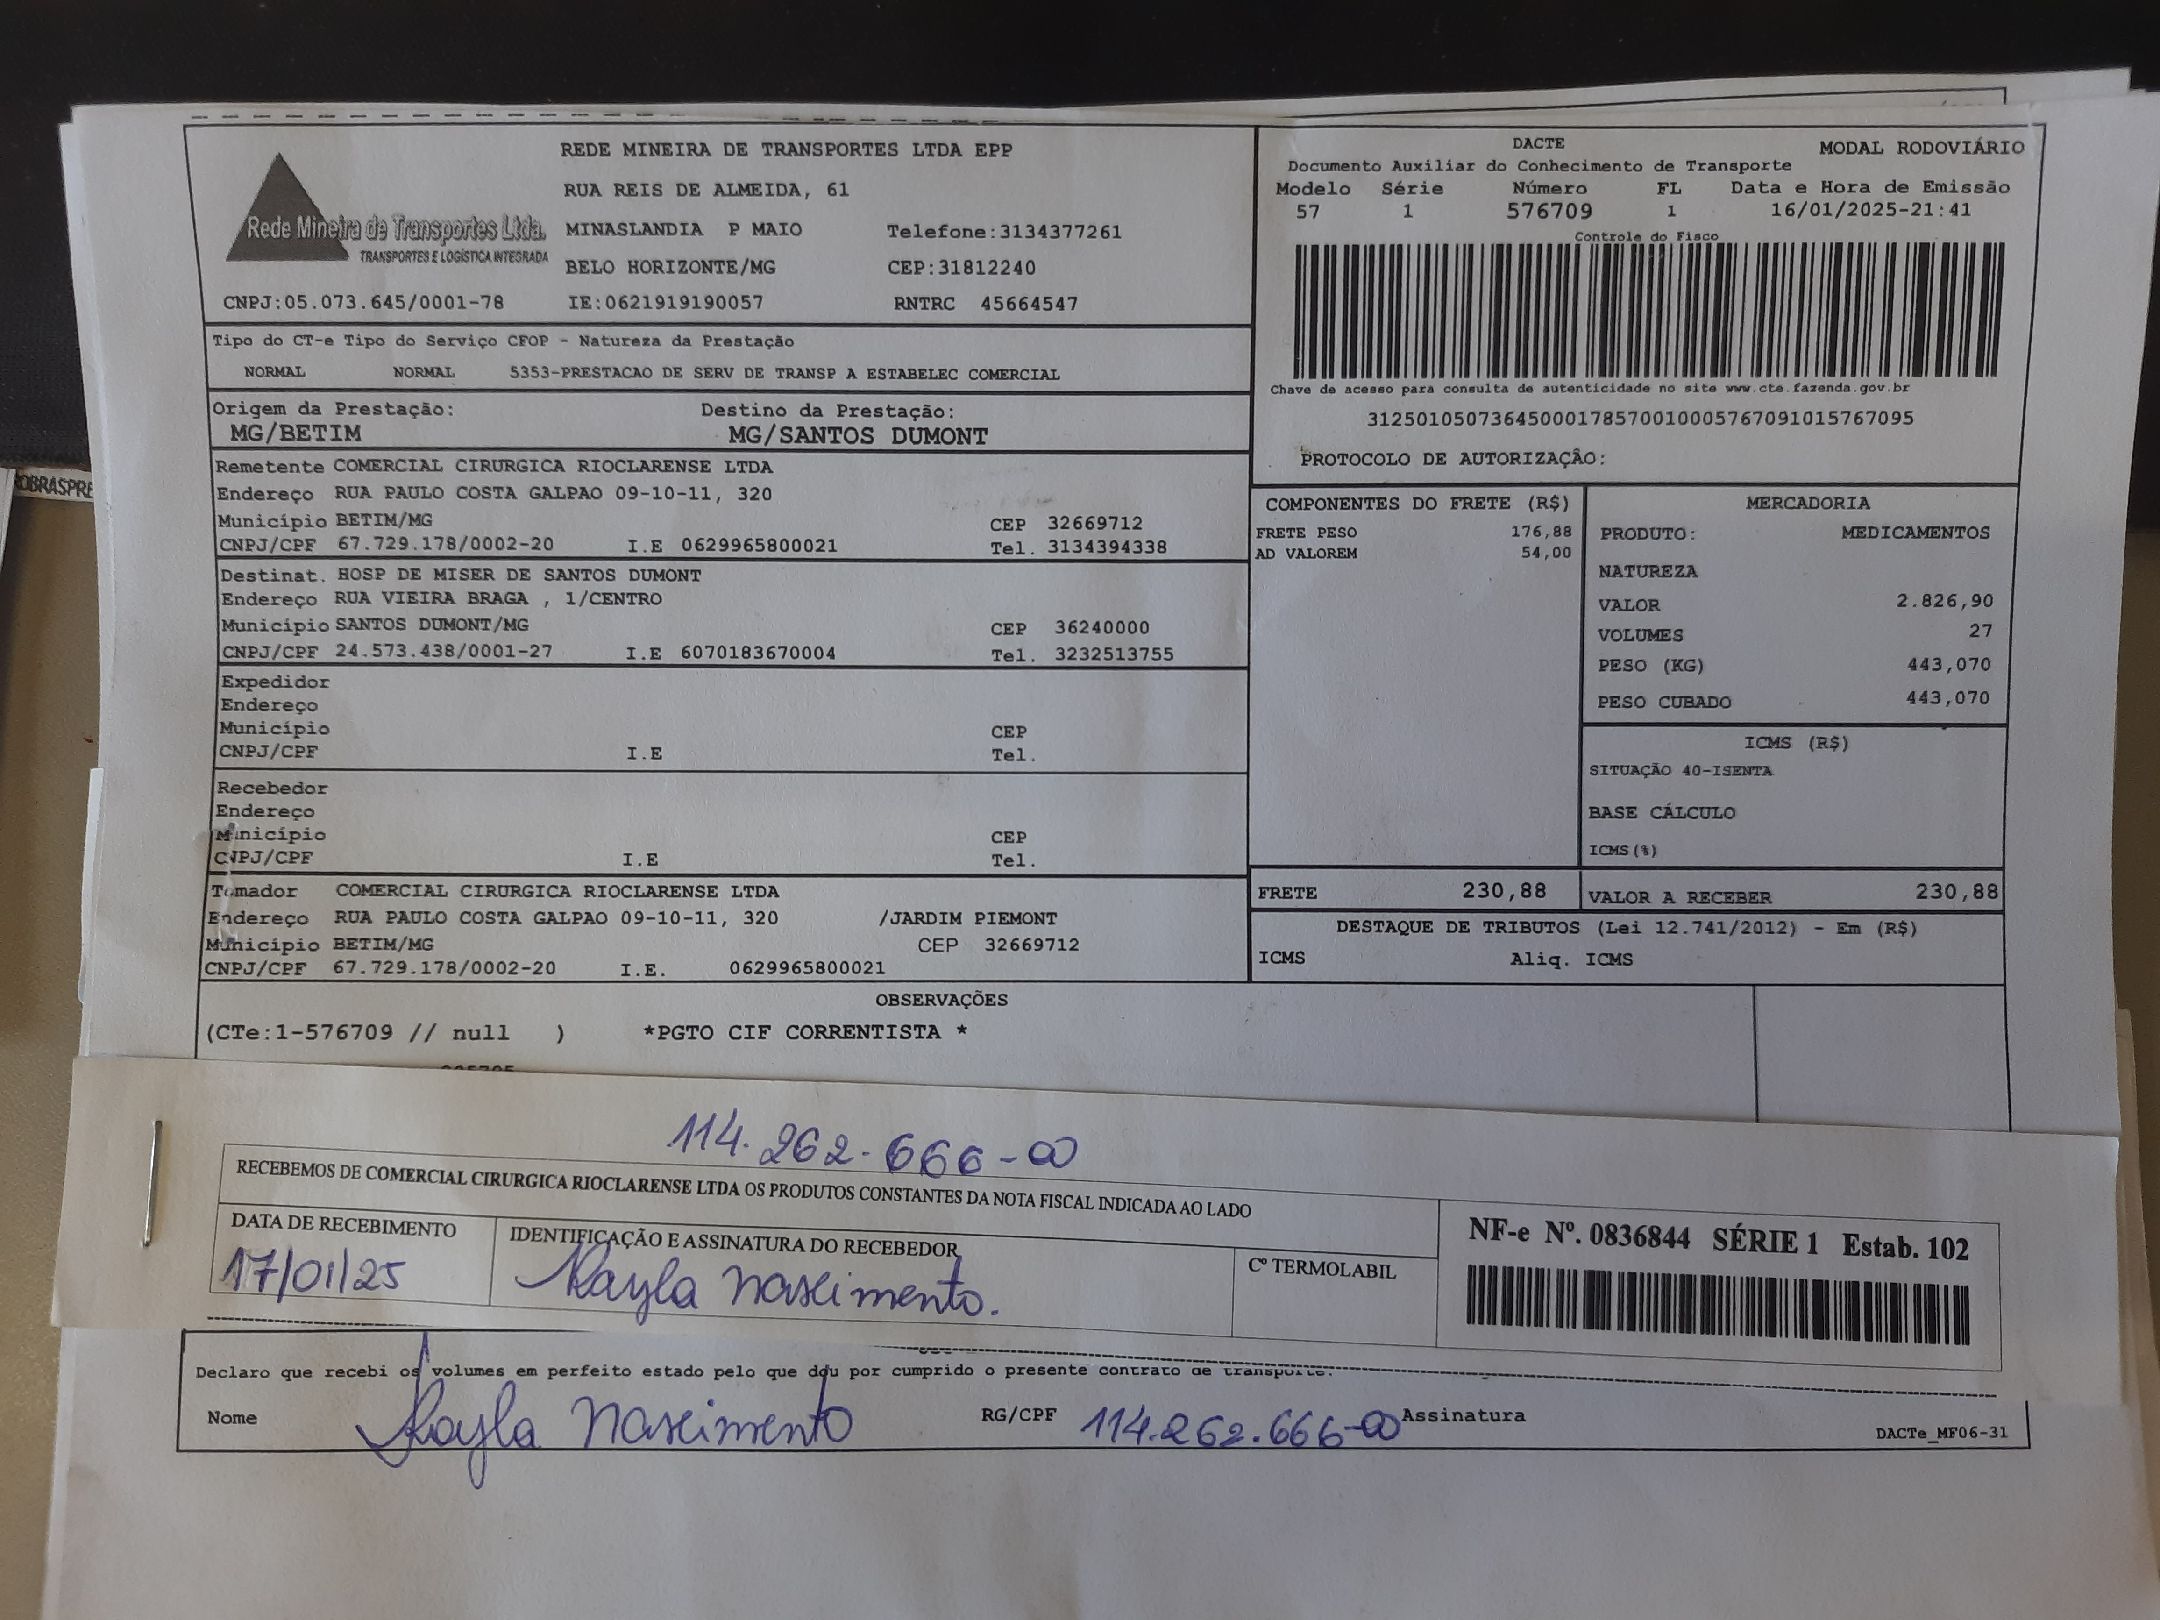 REDE MINEIRA DE TRANSPORTES LTDA EPP
RUA REIS DE ALMEIDA, 61
Rede Mineira de Transportes Ltda.
TRANSPORTES E LOGÍSTICA INTEGRADA
MINASLANDIA P MAIO Telefone:3134377261
BELO HORIZONTE/MG CEP:31812240
CNPJ:05.073.645/0001-78 IE:0621919190057 RNTRC 45664547
DACTE MODAL RODOVIÁRIO
Documento Auxiliar do Conhecimento de Transporte
Modelo Série Número FL Data e Hora de Emissão
57 1 576709 1 16/01/2025-21:41
Controle do Fisco
Chave de acesso para consulta de autenticidade no site www.cte.fazenda.gov.br
31250105073645000178570010005767091015767095
PROTOCOLO DE AUTORIZAÇÃO:
Tipo do CT-e Tipo do Serviço CFOP - Natureza da Prestação
NORMAL NORMAL 5353-PRESTACAO DE SERV DE TRANSP A ESTABELEC COMERCIAL
Origem da Prestação: Destino da Prestação:
MG/BETIM MG/SANTOS DUMONT
Remetente COMERCIAL CIRURGICA RIOCLARENSE LTDA
Endereço RUA PAULO COSTA GALPAO 09-10-11, 320
Município BETIM/MG CEP 32669712
CNPJ/CPF 67.729.178/0002-20 I.E 0629965800021 Tel. 3134394338
Destinat. HOSP DE MISER DE SANTOS DUMONT
Endereço RUA VIEIRA BRAGA , 1/CENTRO
Município SANTOS DUMONT/MG CEP 36240000
CNPJ/CPF 24.573.438/0001-27 I.E 6070183670004 Tel. 3232513755
Expedidor
Endereço
Município CEP
CNPJ/CPF I.E Tel.
Recebedor
Endereço
Município CEP
CNPJ/CPF I.E Tel.
Tomador COMERCIAL CIRURGICA RIOCLARENSE LTDA
Endereço RUA PAULO COSTA GALPAO 09-10-11, 320 /JARDIM PIEMONT
Município BETIM/MG CEP 32669712
CNPJ/CPF 67.729.178/0002-20 I.E. 0629965800021
COMPONENTES DO FRETE (R$)
FRETE PESO 176,88
AD VALOREM 54,00
MERCADORIA
PRODUTO: MEDICAMENTOS
NATUREZA
VALOR 2.826,90
VOLUMES 27
PESO (KG) 443,070
PESO CUBADO 443,070
ICMS (R$)
SITUAÇÃO 40-ISENTA
BASE CÁLCULO
ICMS(%)
FRETE 230,88 VALOR A RECEBER 230,88
DESTAQUE DE TRIBUTOS (Lei 12.741/2012) - Em (R$)
ICMS Aliq. ICMS
OBSERVAÇÕES
(CTe:1-576709 // null ) *PGTO CIF CORRENTISTA *
114.262.666-00
RECEBEMOS DE COMERCIAL CIRURGICA RIOCLARENSE LTDA OS PRODUTOS CONSTANTES DA NOTA FISCAL INDICADA AO LADO
DATA DE RECEBIMENTO IDENTIFICAÇÃO E ASSINATURA DO RECEBEDOR Cº TERMOLABIL
17/01/25 Kayla Nascimento.
NF-e Nº. 0836844 SÉRIE 1 Estab. 102
Declaro que recebi os volumes em perfeito estado pelo que dou por cumprido o presente contrato de transporte.
Nome Kayla Nascimento RG/CPF 114.262.666-00 Assinatura
DACTe_MF06-31